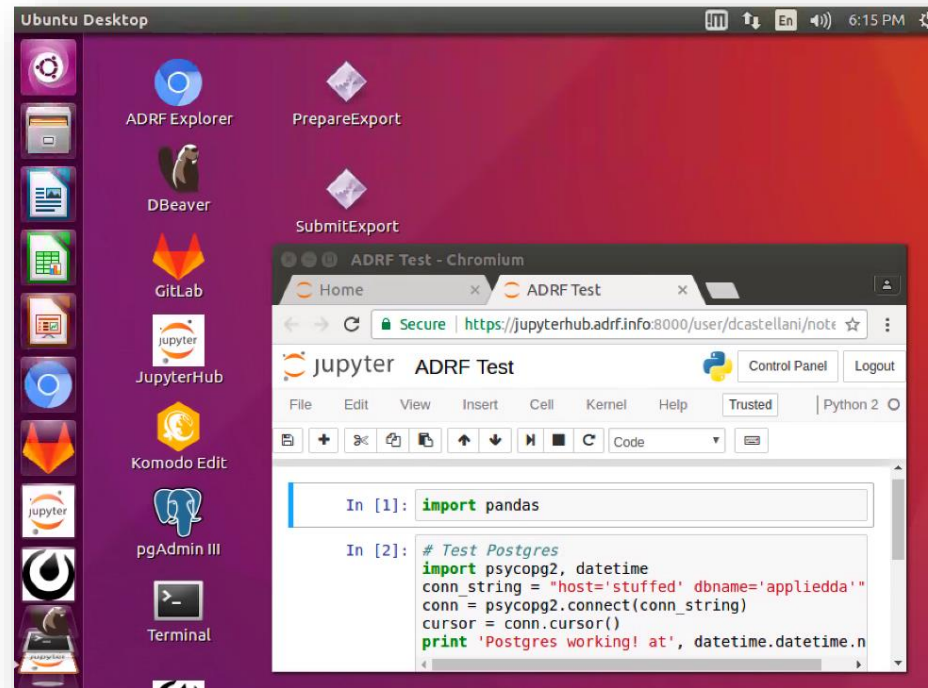 Ubuntu Desktop
En
6:15 PM
ADRF Explorer
PrepareExport
DBeaver
SubmitExport
GitLab
jupyter
JupyterHub
Komodo Edit
pgAdmin III
>_
Terminal
jupyter
ADRF Test - Chromium
Home
ADRF Test
Secure | https://jupyterhub.adrf.info:8000/user/dcastellani/note
jupyter ADRF Test
Control Panel
Logout
File Edit View Insert Cell Kernel Help
Trusted
Python 2
Code
In [1]: import pandas
In [2]: # Test Postgres
import psycopg2, datetime
conn_string = "host='stuffed' dbname='appliedda'"
conn = psycopg2.connect(conn_string)
cursor = conn.cursor()
print 'Postgres working! at', datetime.datetime.n